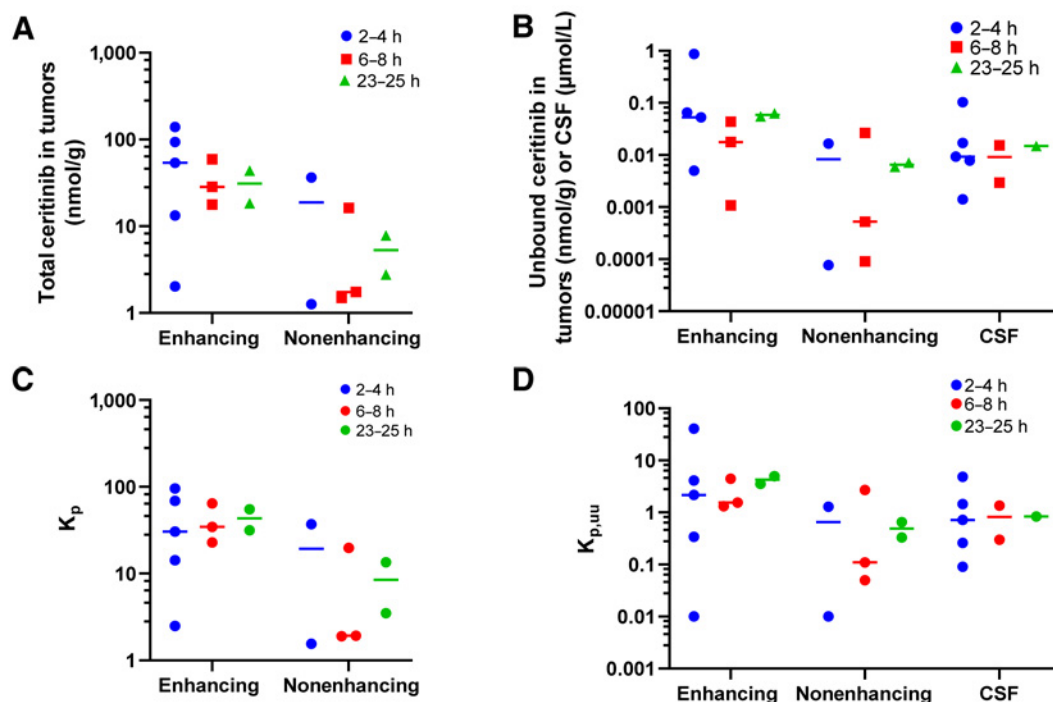 A
Total ceritinib in tumors
(nmol/g)
1,000
100
10
1
2–4 h
6–8 h
23–25 h
Enhancing Nonenhancing
B
Unbound ceritinib in
tumors (nmol/g) or CSF (µmol/L)
1
0.1
0.01
0.001
0.0001
0.00001
2–4 h
6–8 h
23–25 h
Enhancing Nonenhancing CSF
C
Kp
1,000
100
10
1
2–4 h
6–8 h
23–25 h
Enhancing Nonenhancing
D
Kp,uu
100
10
1
0.1
0.01
0.001
2–4 h
6–8 h
23–25 h
Enhancing Nonenhancing CSF